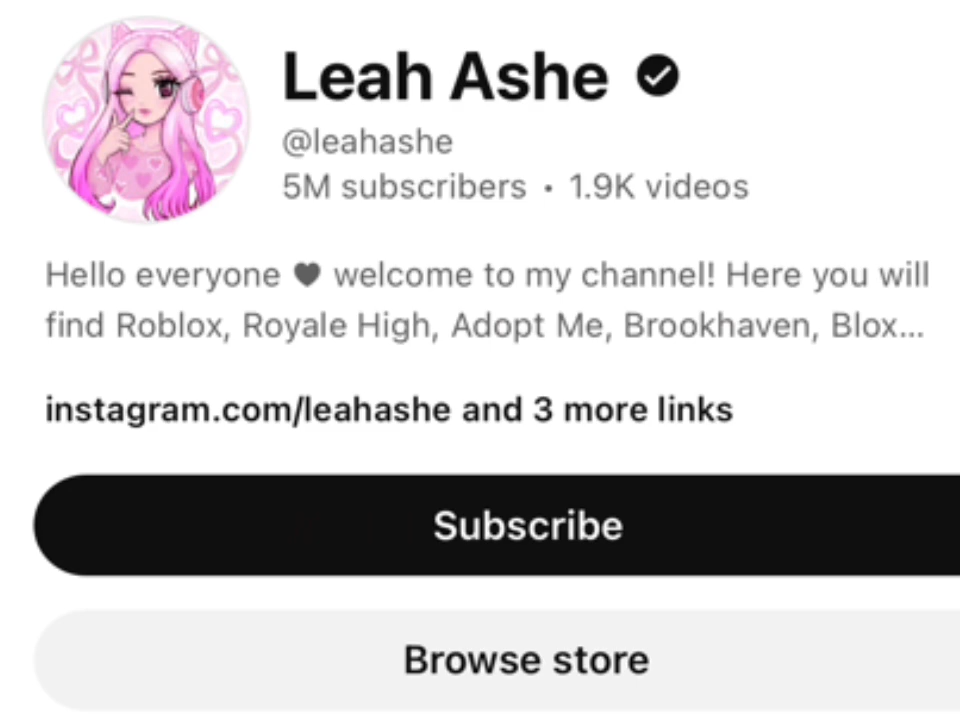 Leah Ashe
@leahashe
5M subscribers • 1.9K videos
Hello everyone ♥ welcome to my channel! Here you will
find Roblox, Royale High, Adopt Me, Brookhaven, Blox...
instagram.com/leahashe and 3 more links
Subscribe
Browse store